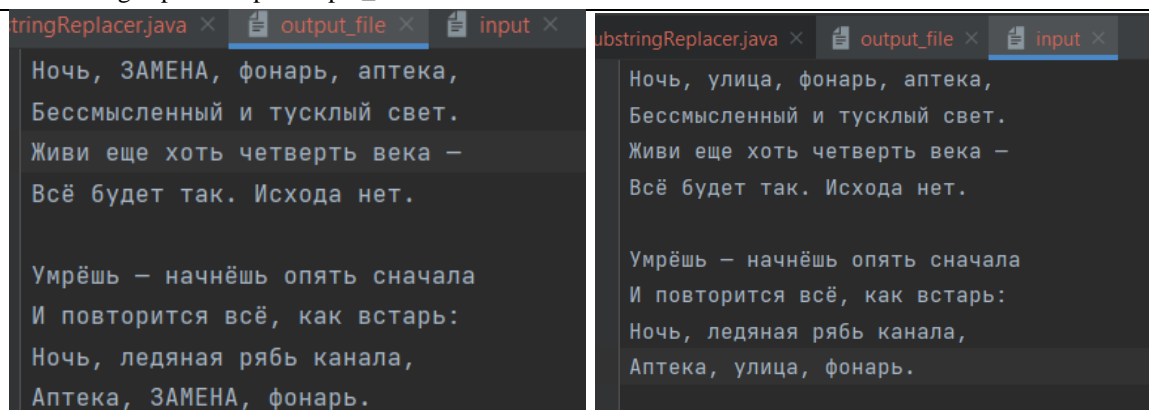 tringReplacer.java × output_file × input ×
Ночь, ЗАМЕНА, фонарь, аптека,
Бессмысленный и тусклый свет.
Живи еще хоть четверть века —
Всё будет так. Исхода нет.
Умрёшь — начнёшь опять сначала
И повторится всё, как встарь:
Ночь, ледяная рябь канала,
Аптека, ЗАМЕНА, фонарь.
ubstringReplacer.java × output_file × input ×
Ночь, улица, фонарь, аптека,
Бессмысленный и тусклый свет.
Живи еще хоть четверть века —
Всё будет так. Исхода нет.
Умрёшь — начнёшь опять сначала
И повторится всё, как встарь:
Ночь, ледяная рябь канала,
Аптека, улица, фонарь.